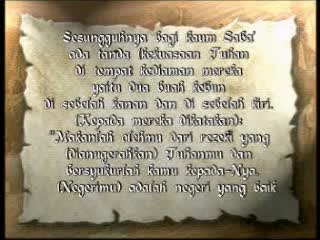 Sesungguhnya bagi kaum Saba'
ada tanda (kekuasaan Tuhan
di tempat kediaman mereka
yaitu dua buah kebun
di sebelah kanan dan di sebelah kiri.
(Kepada mereka dikatakan):
"Makanlah olehmu dari rezeki yang
(dianugerahkan) Tuhanmu dan
bersyukurlah kamu kepada-Nya.
(Negerimu) adalah negeri yang baik